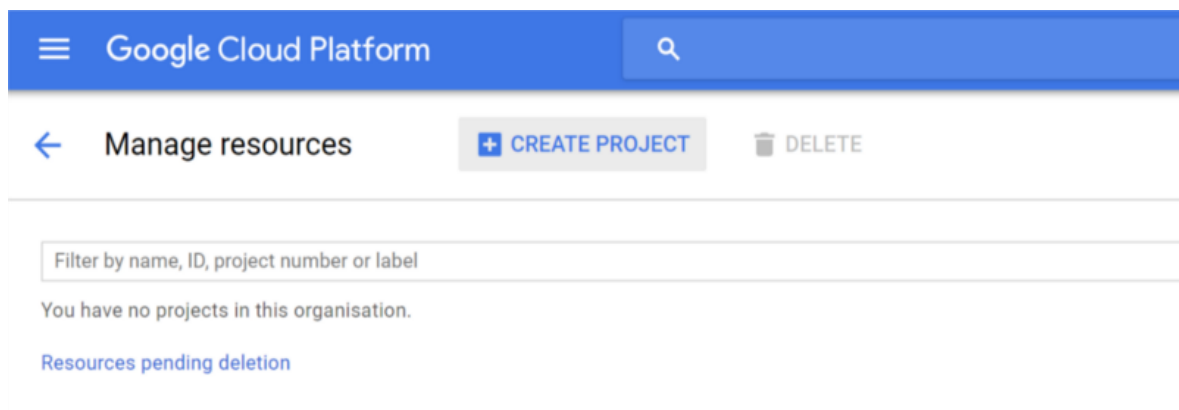 Google Cloud Platform
Manage resources CREATE PROJECT DELETE
Filter by name, ID, project number or label
You have no projects in this organisation.
Resources pending deletion